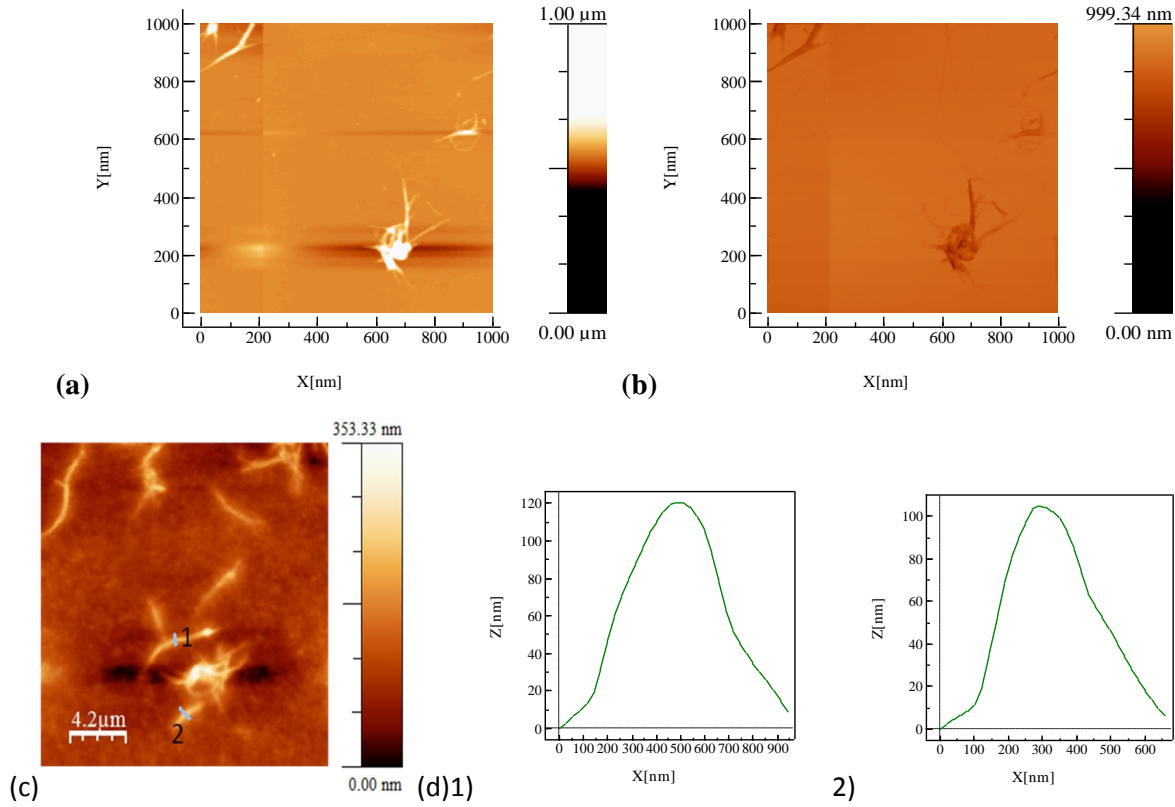 1.00 µm
1000
800
600
400
200
0
Y[nm]
0 200 400 600 800 1000
X[nm]
0.00 µm
(a)
999.34 nm
1000
800
600
400
200
0
Y[nm]
0 200 400 600 800 1000
X[nm]
0.00 nm
(b)
353.33 nm
1
2
4.2µm
0.00 nm
(c)
120
100
80
60
40
20
0
Z[nm]
0 100 200 300 400 500 600 700 800 900
X[nm]
(d)1)
100
80
60
40
20
0
Z[nm]
0 100 200 300 400 500 600
X[nm]
2)